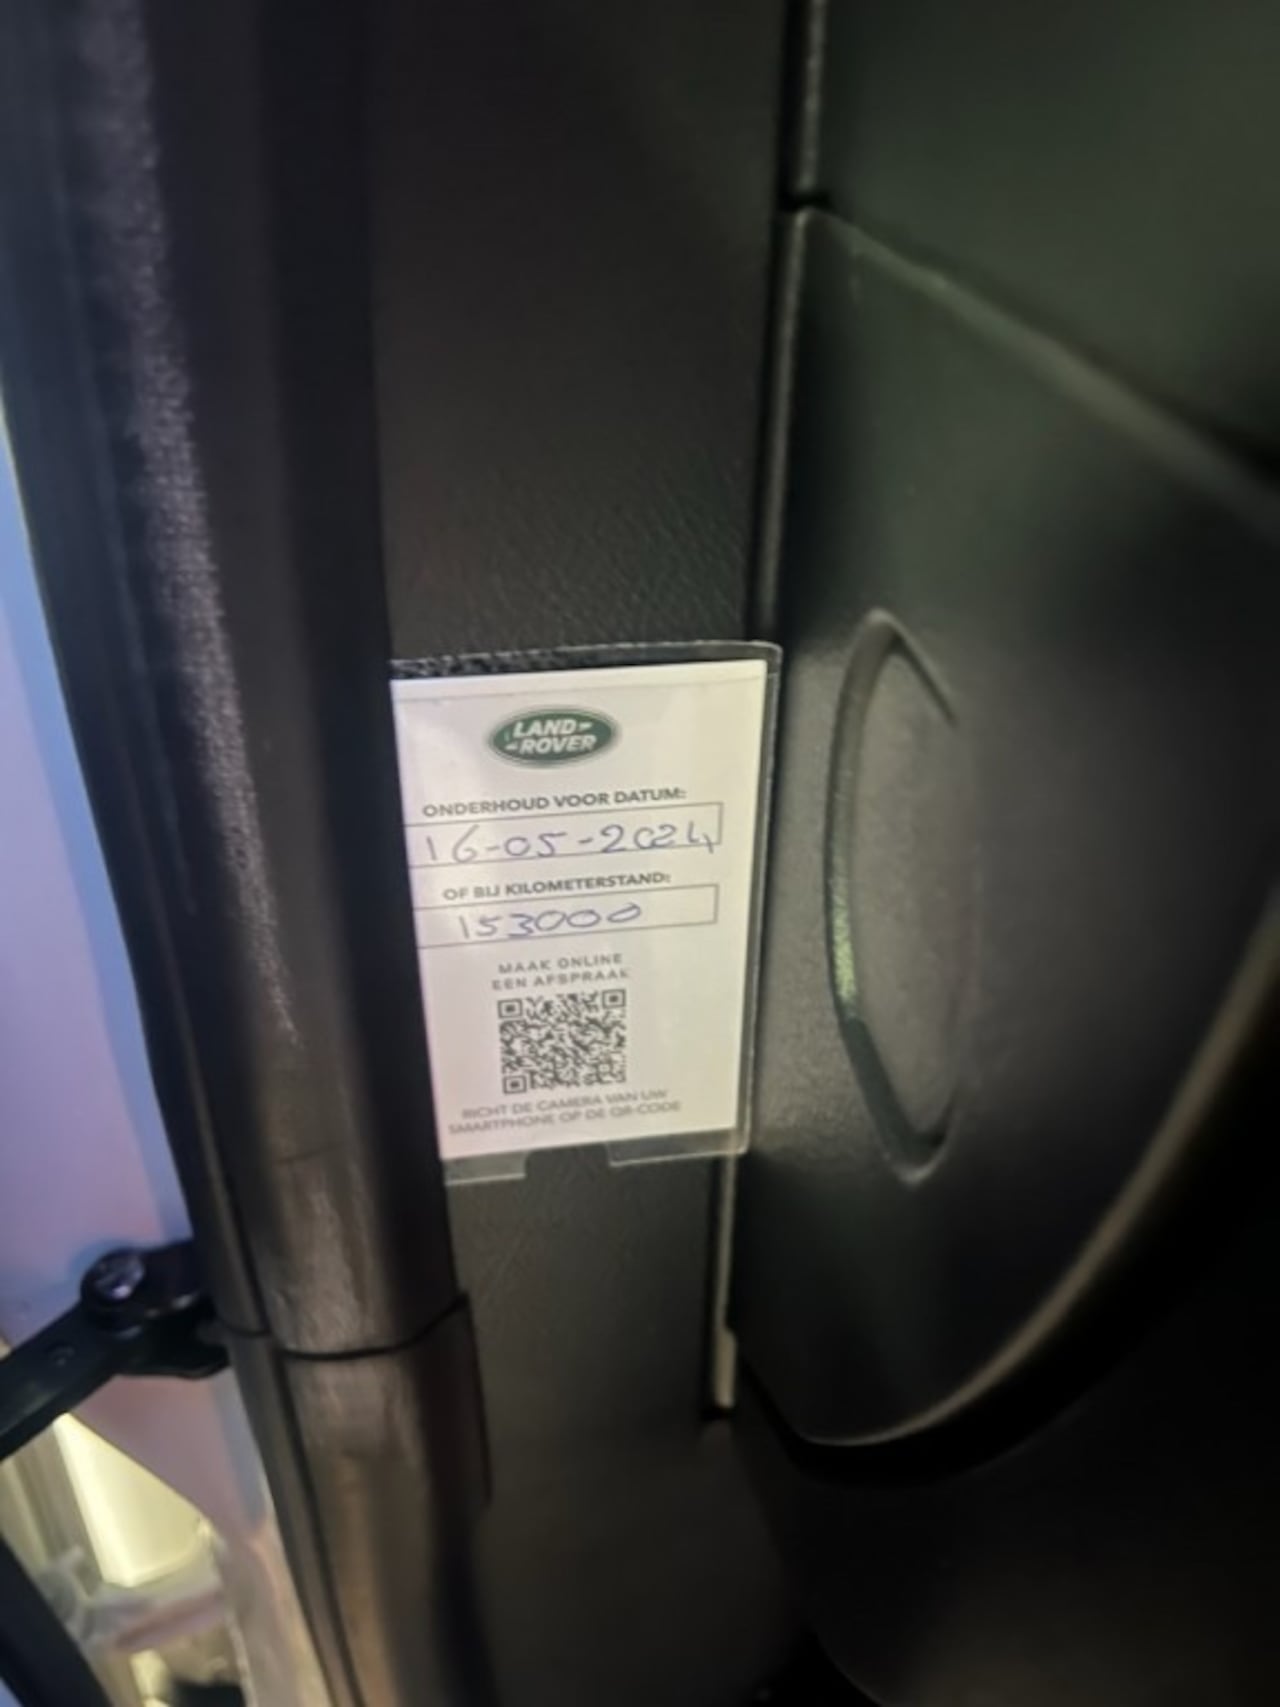 LAND-
-ROVER
ONDERHOUD VOOR DATUM:
16-05-2024
OF BIJ KILOMETERSTAND:
153000
MAAK ONLINE
EEN AFSPRAAK
RICHT DE CAMERA VAN UW
SMARTPHONE OP DE QR-CODE